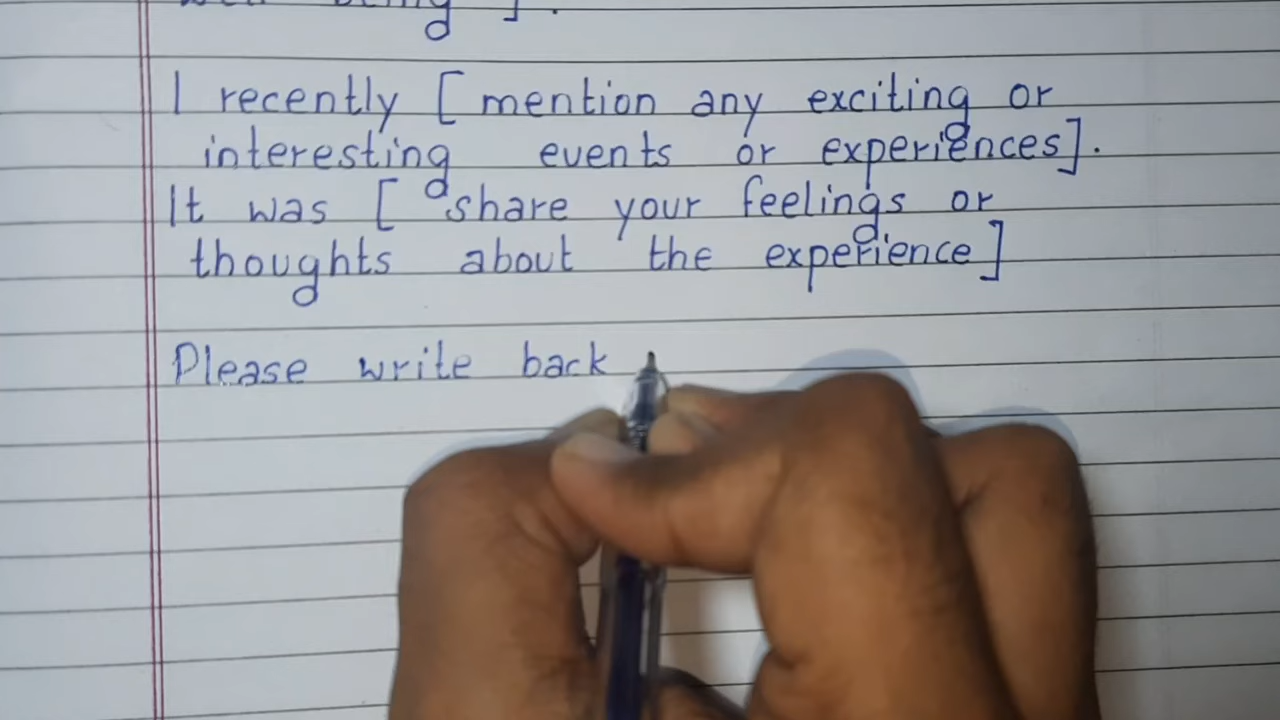 being ].
I recently [ mention any exciting or
interesting events or experiences].
It was [ share your feelings or
thoughts about the experience]
Please write back